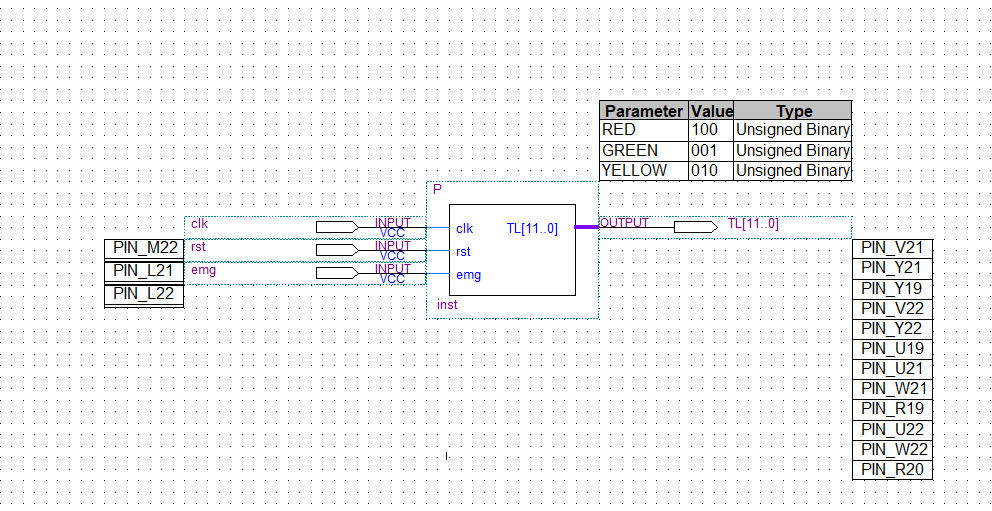 Parameter Value Type
RED 100 Unsigned Binary
GREEN 001 Unsigned Binary
YELLOW 010 Unsigned Binary
P
clk INPUT VCC clk TL[11..0] OUTPUT TL[11..0]
PIN_M22 rst INPUT VCC rst PIN_V21
PIN_L21 emg INPUT VCC emg PIN_Y21
PIN_L22 PIN_Y19
inst PIN_V22
PIN_Y22
PIN_U19
PIN_U21
PIN_W21
PIN_R19
PIN_U22
PIN_W22
PIN_R20